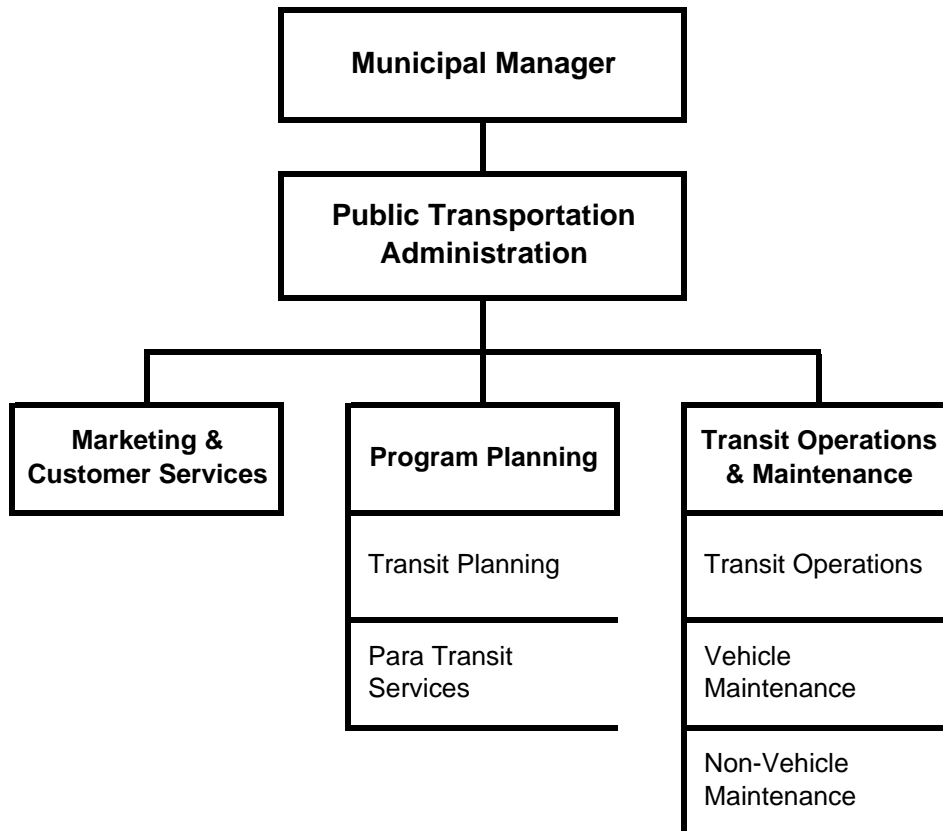 Municipal Manager
Public Transportation
Administration
Marketing &
Customer Services
Program Planning
Transit Planning
Para Transit
Services
Transit Operations
& Maintenance
Transit Operations
Vehicle
Maintenance
Non-Vehicle
Maintenance